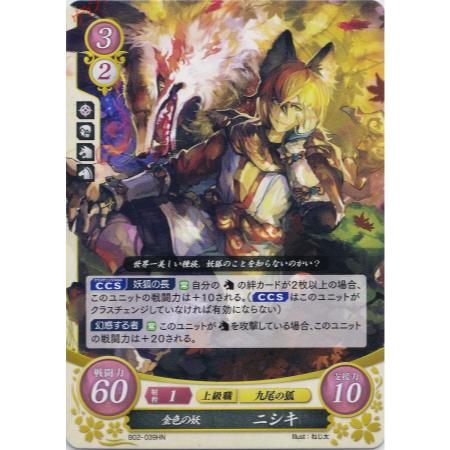 3
2
世界一美しい種族、妖狐のことを知らないのかい?
CCS 妖狐の長 常 自分の の絆カードが2枚以上の場合、
このユニットの戦闘力は+10される。(CCSはこのユニットが
クラスチェンジしていなければ有効にならない)
幻惑する者 常 このユニットが を攻撃している場合、このユニット
の戦闘力は+20される。
戦闘力
60
射程 1
上級職
九尾の狐
支援力
10
金色の妖
ニシキ
B02-039HN
Illust:ねじ太